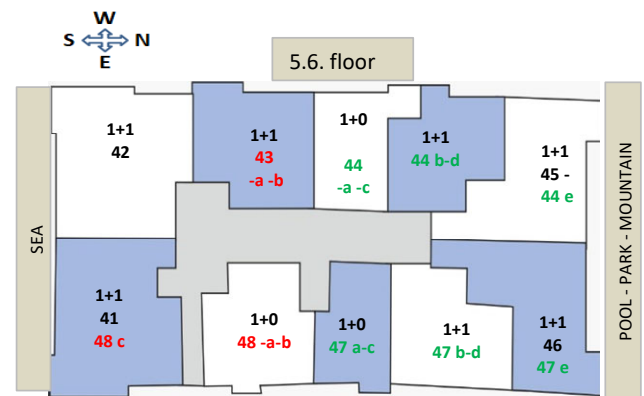 W
S N
E
5.6. floor
SEA
1+1
42
1+1
43
-a -b
1+0
44
-a -c
1+1
44 b-d
1+1
45 -
44 e
1+1
41
48 c
1+0
48 -a-b
1+0
47 a-c
1+1
47 b-d
1+1
46
47 e
POOL - PARK - MOUNTAIN